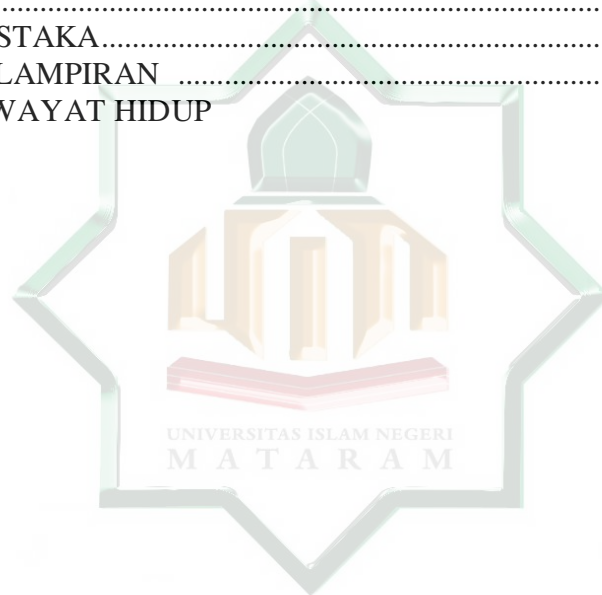 ....................................................................................
STAKA....................................................................
LAMPIRAN .........................................................
WAYAT HIDUP
UNIVERSITAS ISLAM NEGERI
MATARAM